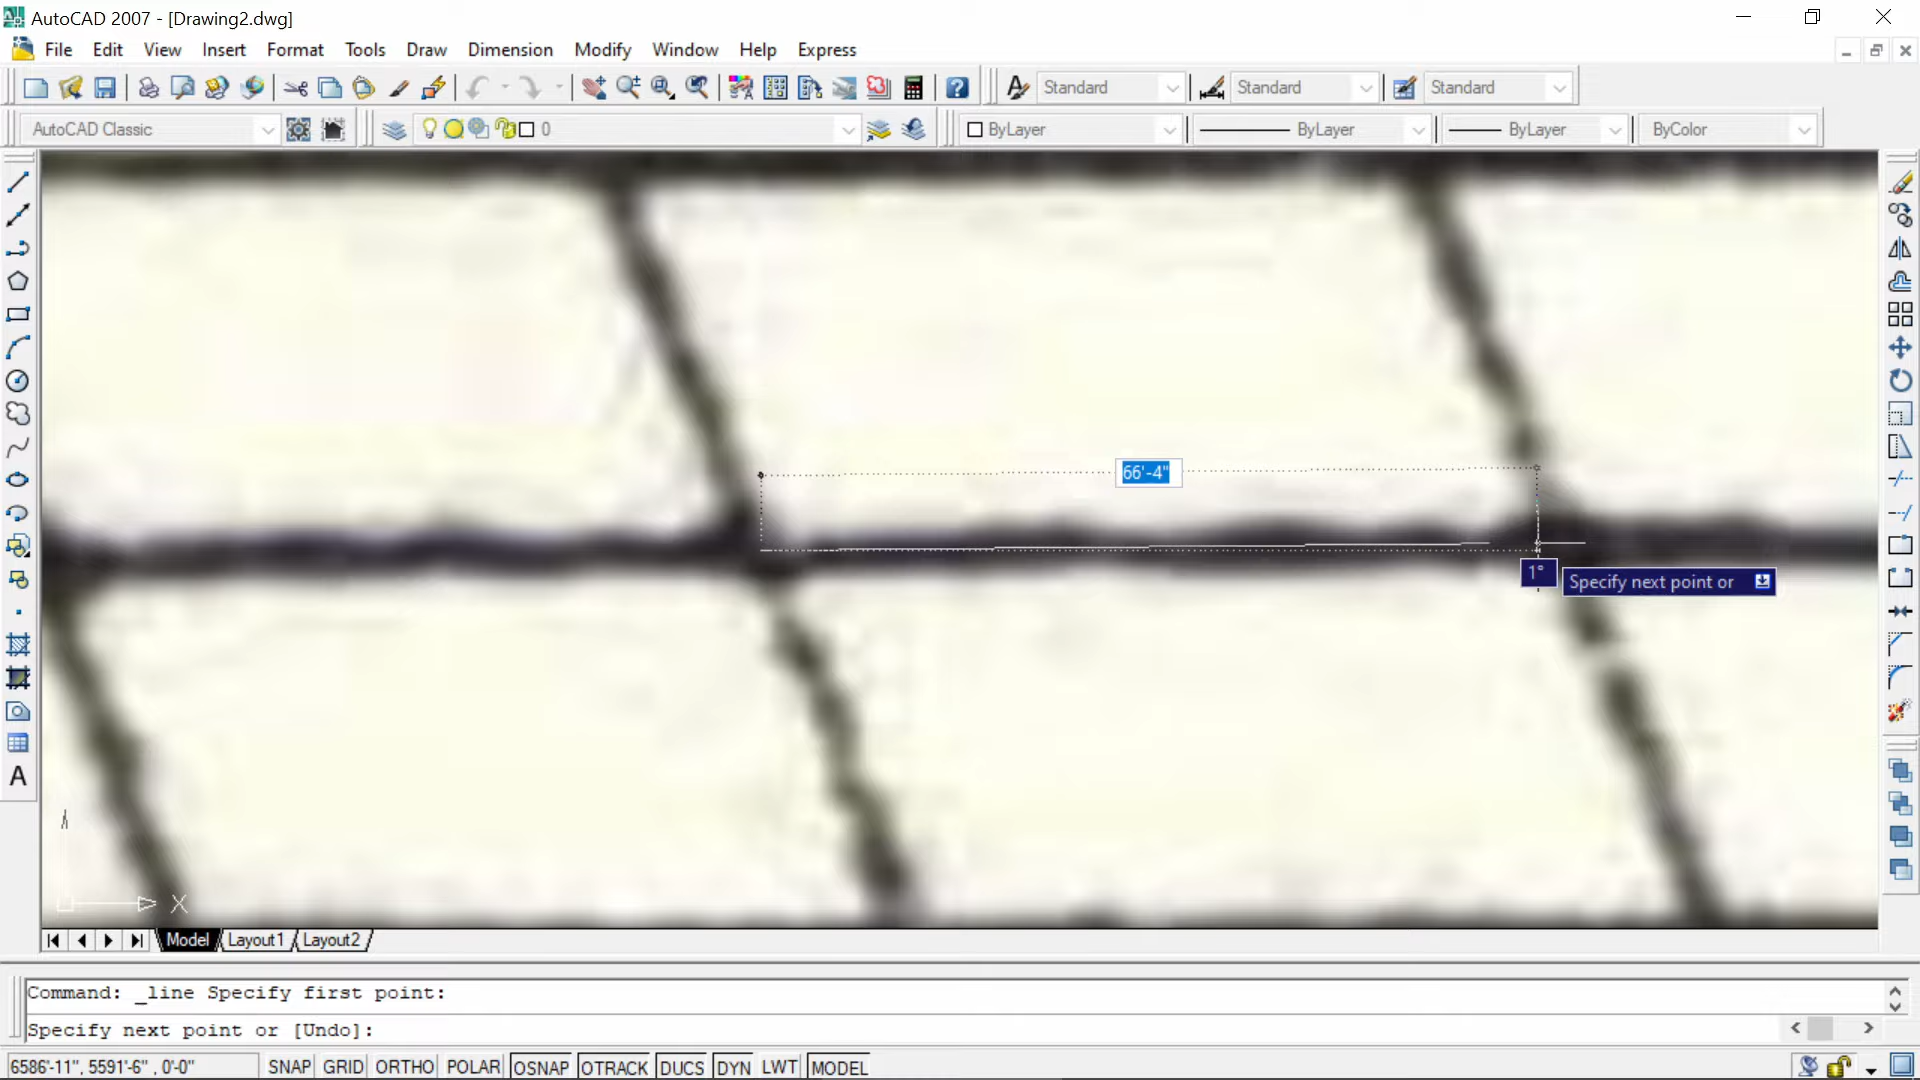 AutoCAD 2007 - [Drawing2.dwg]
File Edit View Insert Format Tools Draw Dimension Modify Window Help Express
Standard Standard Standard
AutoCAD Classic 0 ByLayer ByLayer ByLayer ByColor
66'-4"
1° Specify next point or
A
X
Model Layout1 Layout2
Command: _line Specify first point:
Specify next point or [Undo]:
6586'-11", 5591'-6" , 0'-0" SNAP GRID ORTHO POLAR OSNAP OTRACK DUCS DYN LWT MODEL